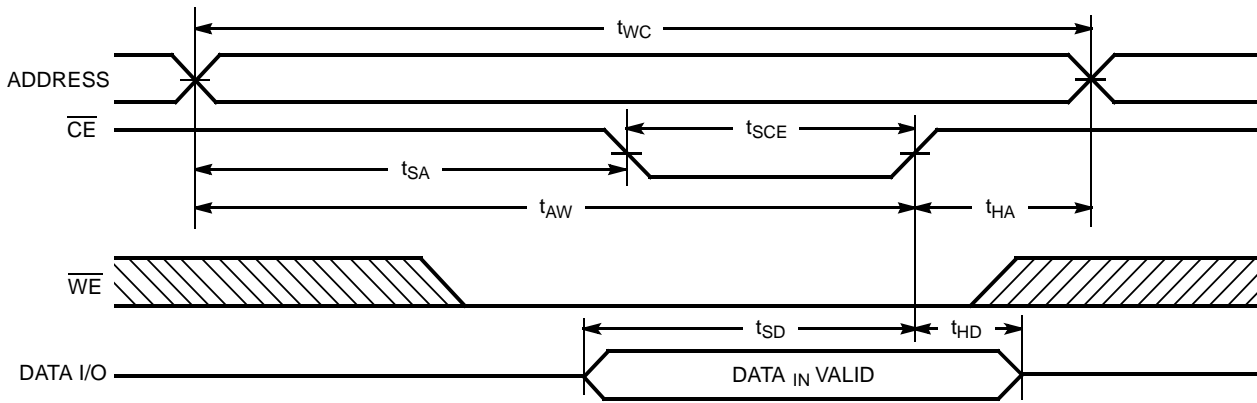 tWC
ADDRESS
CE
tSCE
tSA
tAW
tHA
WE
tSD
tHD
DATA I/O
DATA IN VALID